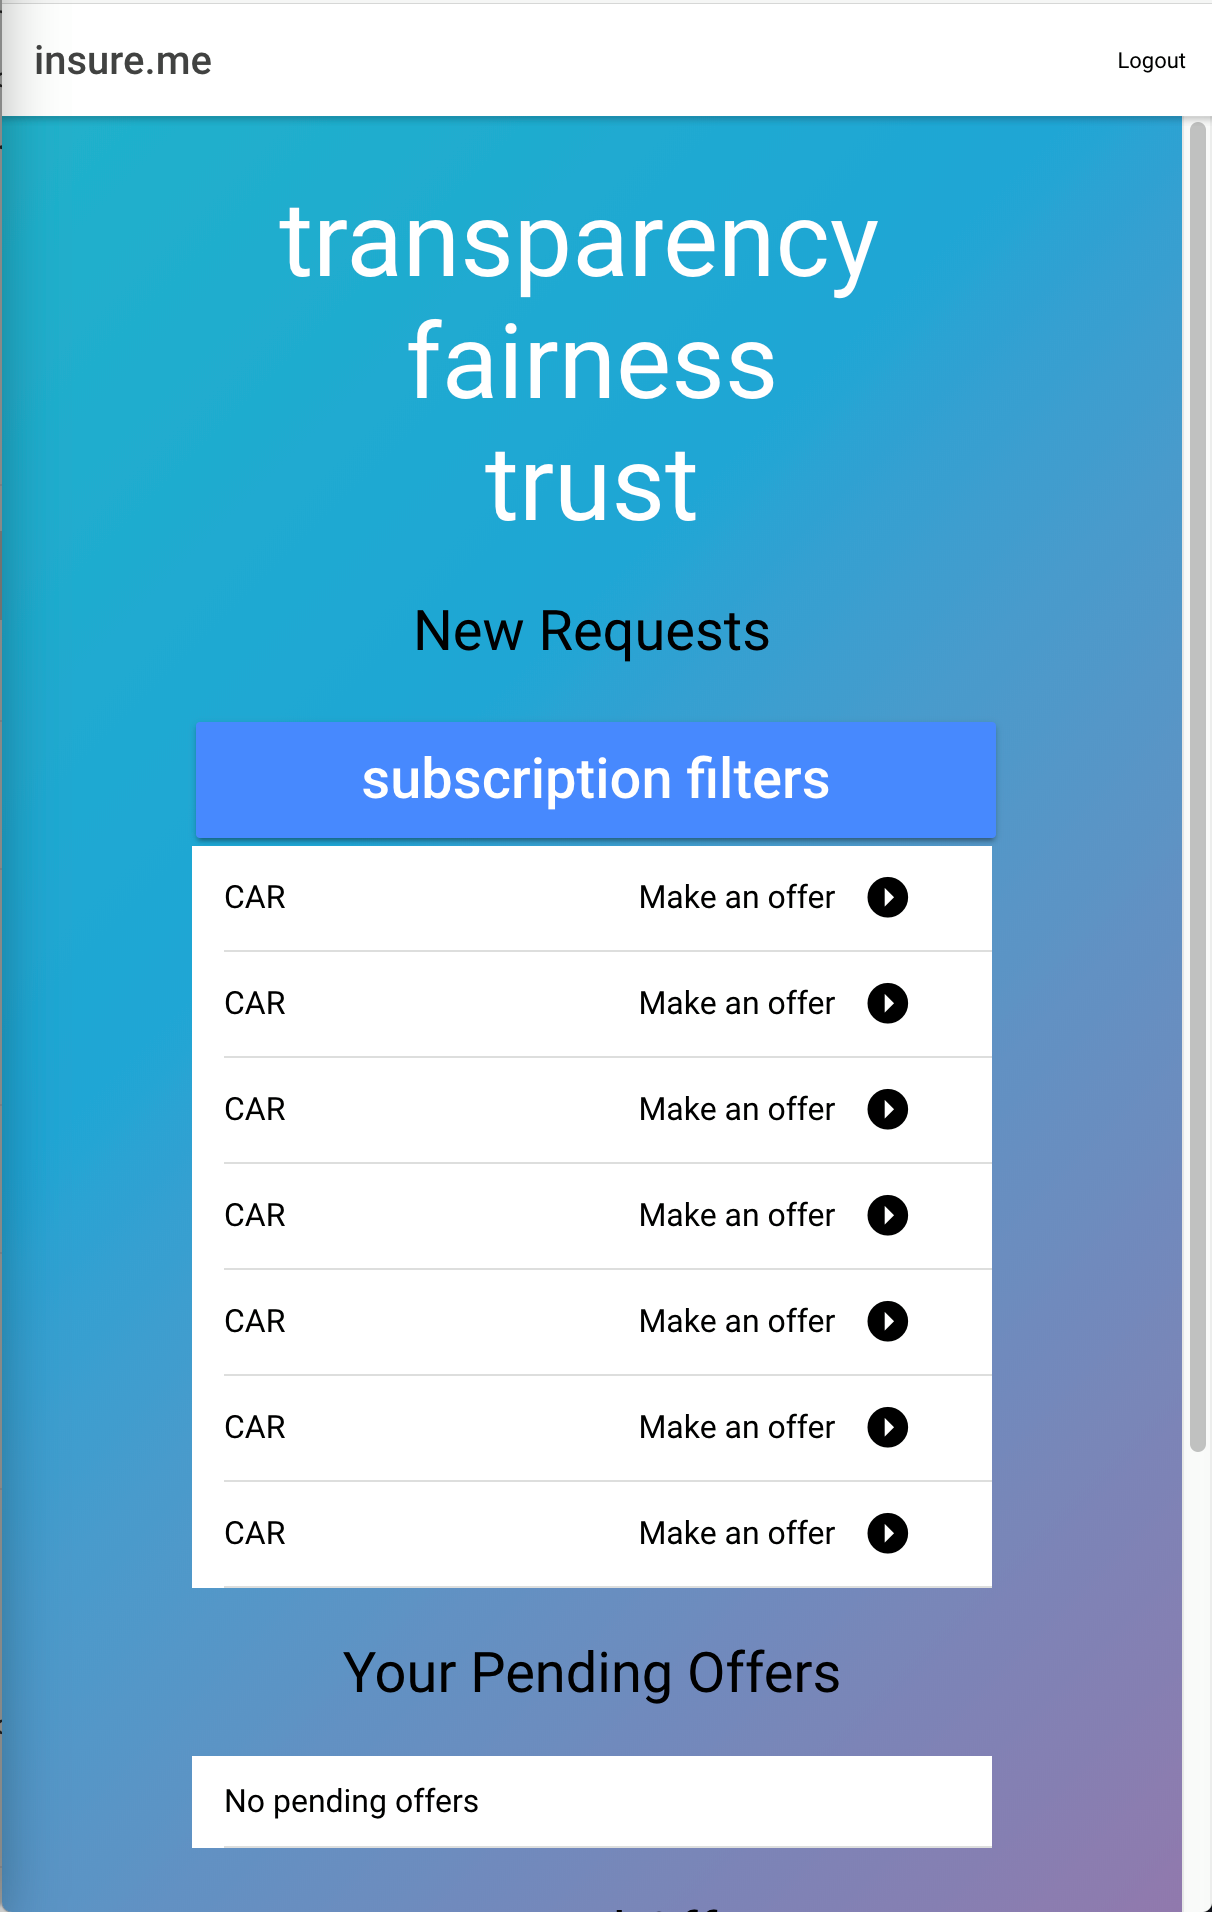 insure.me
Logout
transparency
fairness
trust
New Requests
subscription filters
CAR Make an offer
CAR Make an offer
CAR Make an offer
CAR Make an offer
CAR Make an offer
CAR Make an offer
CAR Make an offer
Your Pending Offers
No pending offers